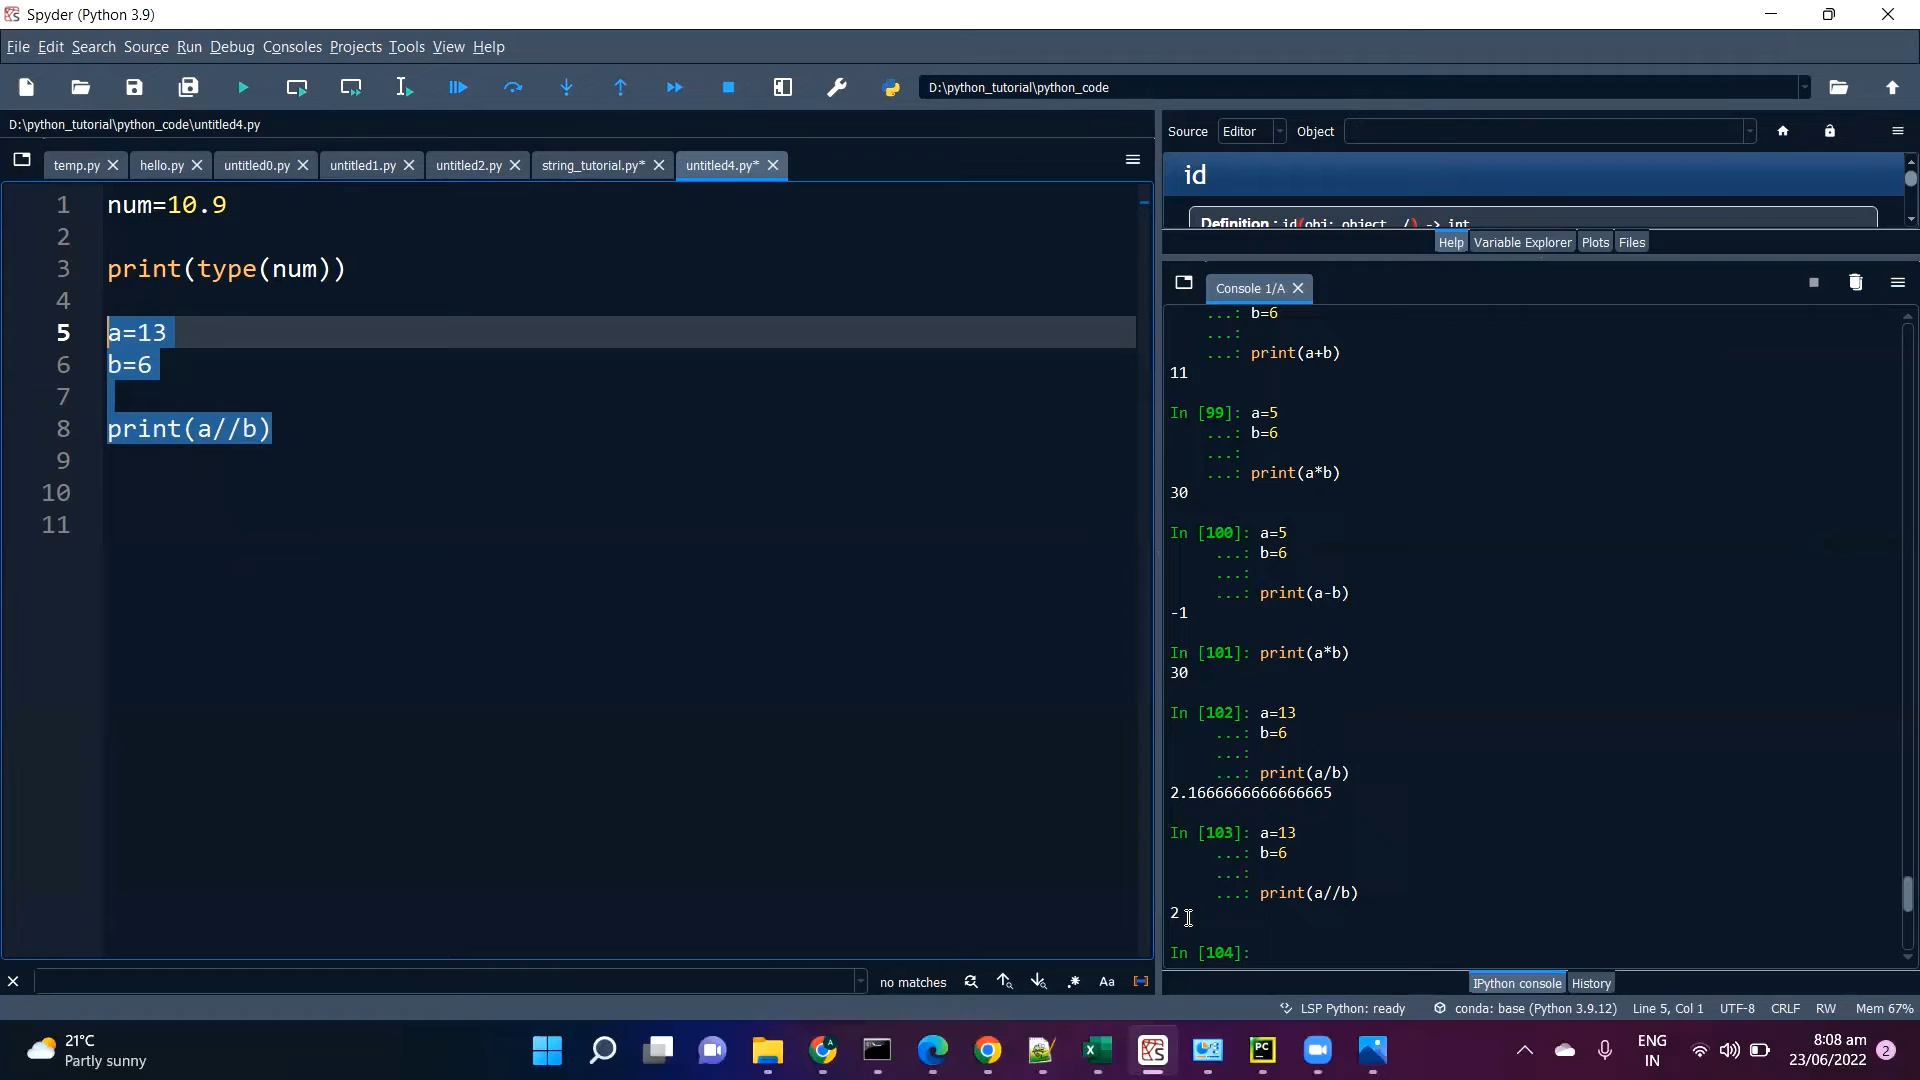 Spyder (Python 3.9)
File Edit Search Source Run Debug Consoles Projects Tools View Help
D:\python_tutorial\python_code
D:\python_tutorial\python_code\untitled4.py
temp.py hello.py untitled0.py untitled1.py untitled2.py string_tutorial.py* untitled4.py*
1 num=10.9
2
3 print(type(num))
4
5 a=13
6 b=6
7
8 print(a//b)
9
10
11
no matches
Aa
Source Editor Object
id
Definition : id(obj: object, /) -> int
Help Variable Explorer Plots Files
Console 1/A
...: b=6
...:
...: print(a+b)
11
In [99]: a=5
...: b=6
...:
...: print(a*b)
30
In [100]: a=5
...: b=6
...:
...: print(a-b)
-1
In [101]: print(a*b)
30
In [102]: a=13
...: b=6
...:
...: print(a/b)
2.1666666666666665
In [103]: a=13
...: b=6
...:
...: print(a//b)
2
In [104]:
IPython console History
LSP Python: ready conda: base (Python 3.9.12) Line 5, Col 1 UTF-8 CRLF RW Mem 67%
21°C
Partly sunny
PC
ENG
IN
8:08 am
23/06/2022
2